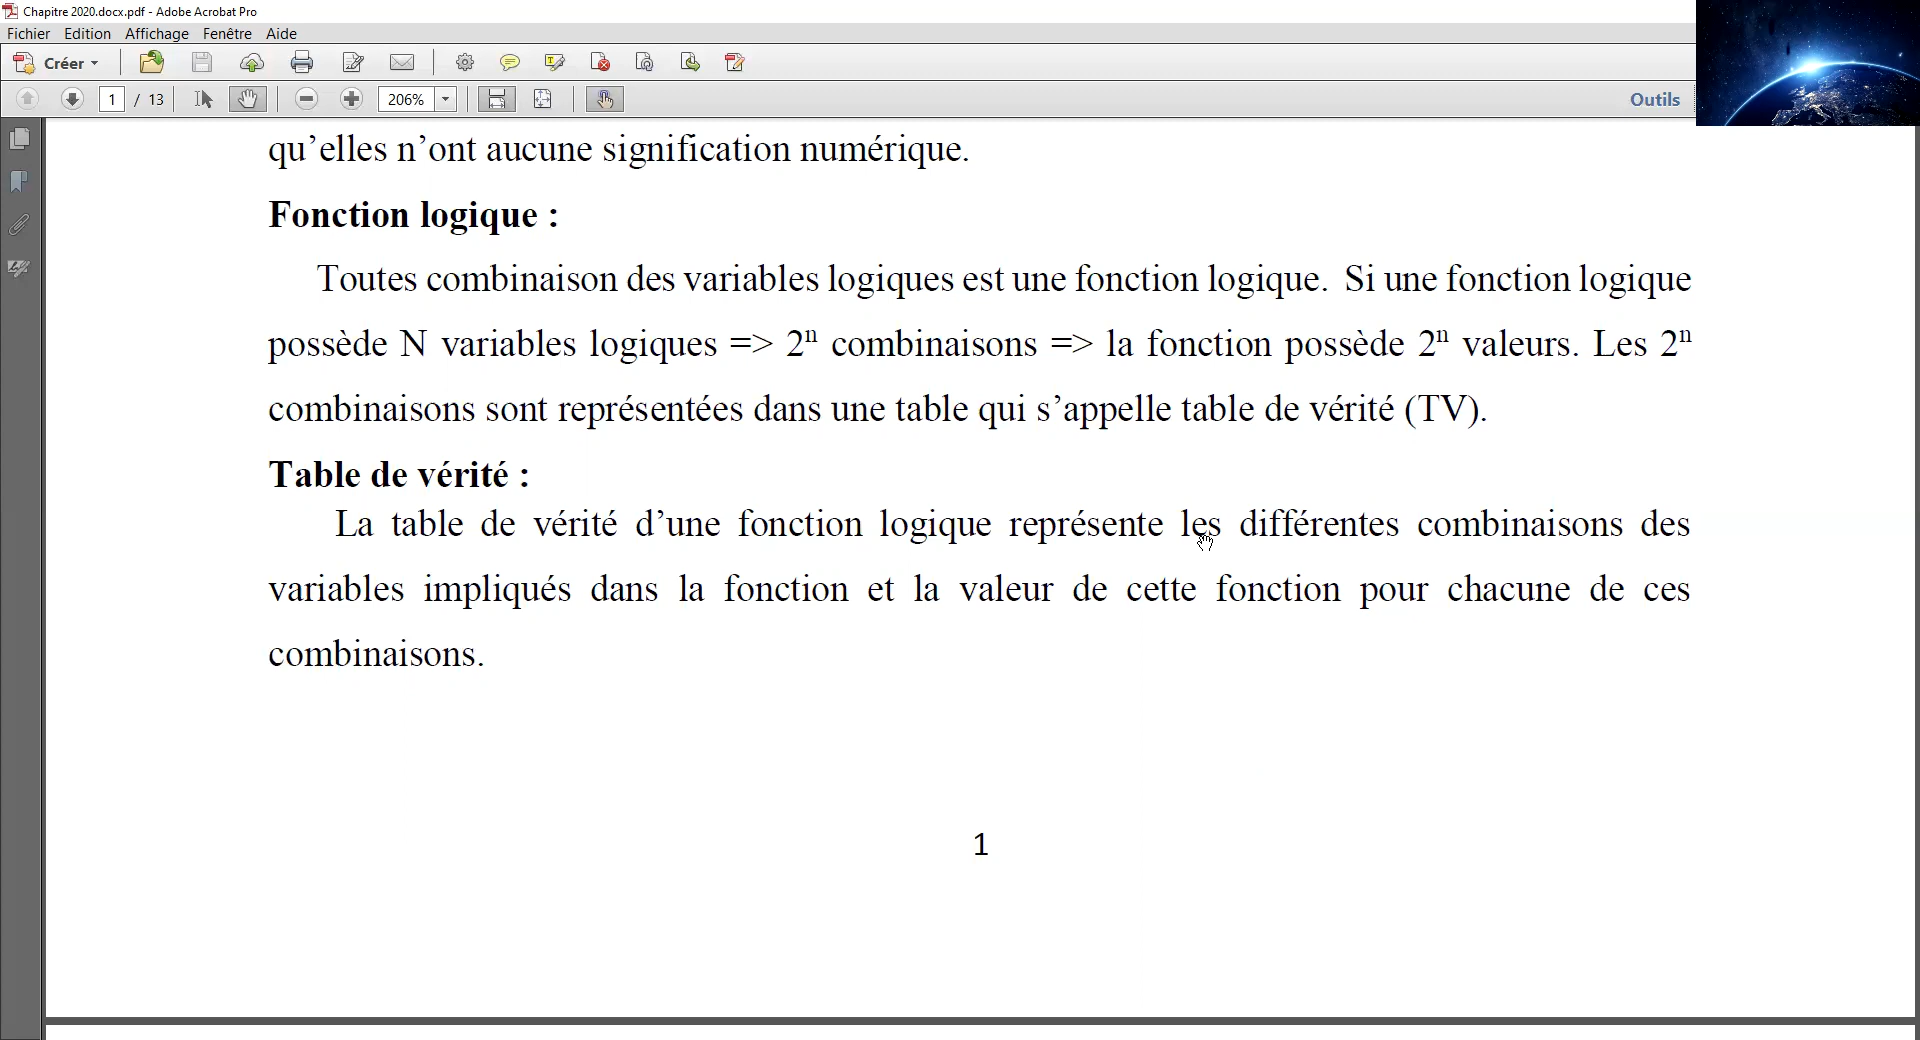 Chapitre 2020.docx.pdf - Adobe Acrobat Pro
Fichier Edition Affichage Fenêtre Aide
Créer
1 / 13 206% Outils
qu’elles n’ont aucune signification numérique.
Fonction logique :
Toutes combinaison des variables logiques est une fonction logique. Si une fonction logique
possède N variables logiques => 2ⁿ combinaisons => la fonction possède 2ⁿ valeurs. Les 2ⁿ
combinaisons sont représentées dans une table qui s’appelle table de vérité (TV).
Table de vérité :
La table de vérité d’une fonction logique représente les différentes combinaisons des
variables impliqués dans la fonction et la valeur de cette fonction pour chacune de ces
combinaisons.
1